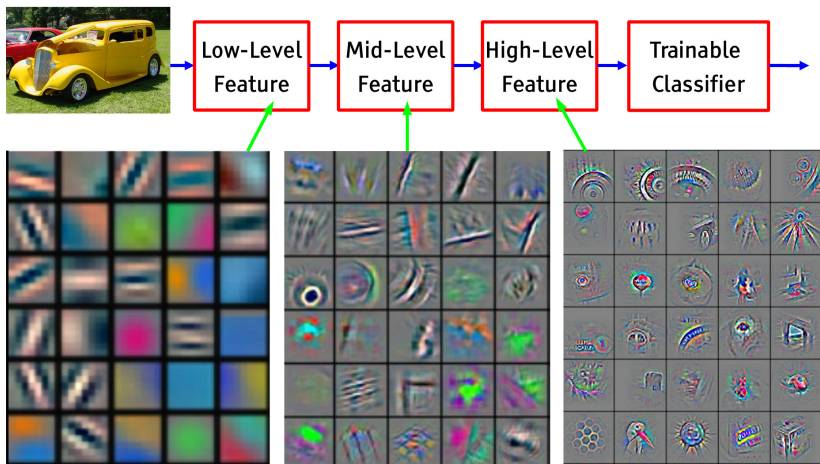 Low-Level
Feature
Mid-Level
Feature
High-Level
Feature
Trainable
Classifier